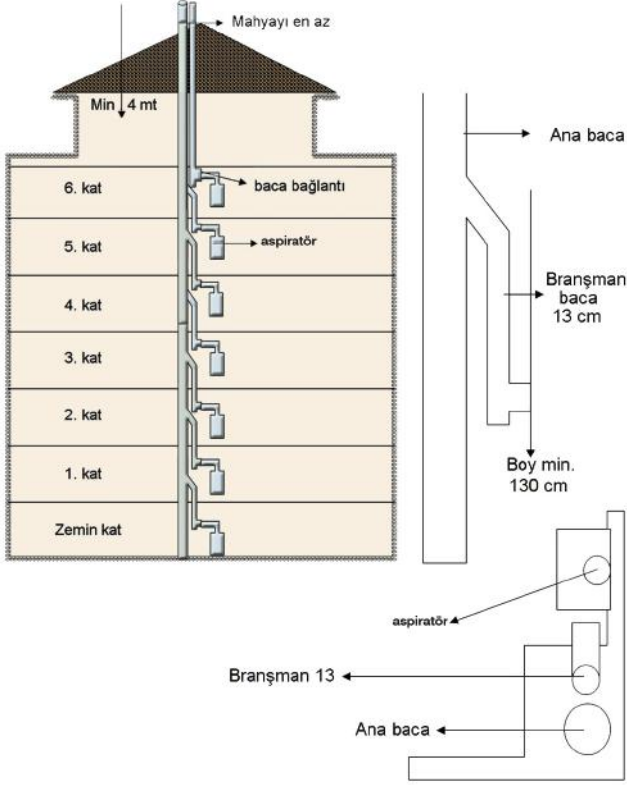 Mahyayı en az
Min 4 mt
6. kat
baca bağlantı
5. kat
aspiratör
4. kat
3. kat
2. kat
1. kat
Zemin kat
Ana baca
Branşman
baca
13 cm
Boy min.
130 cm
aspiratör
Branşman 13
Ana baca